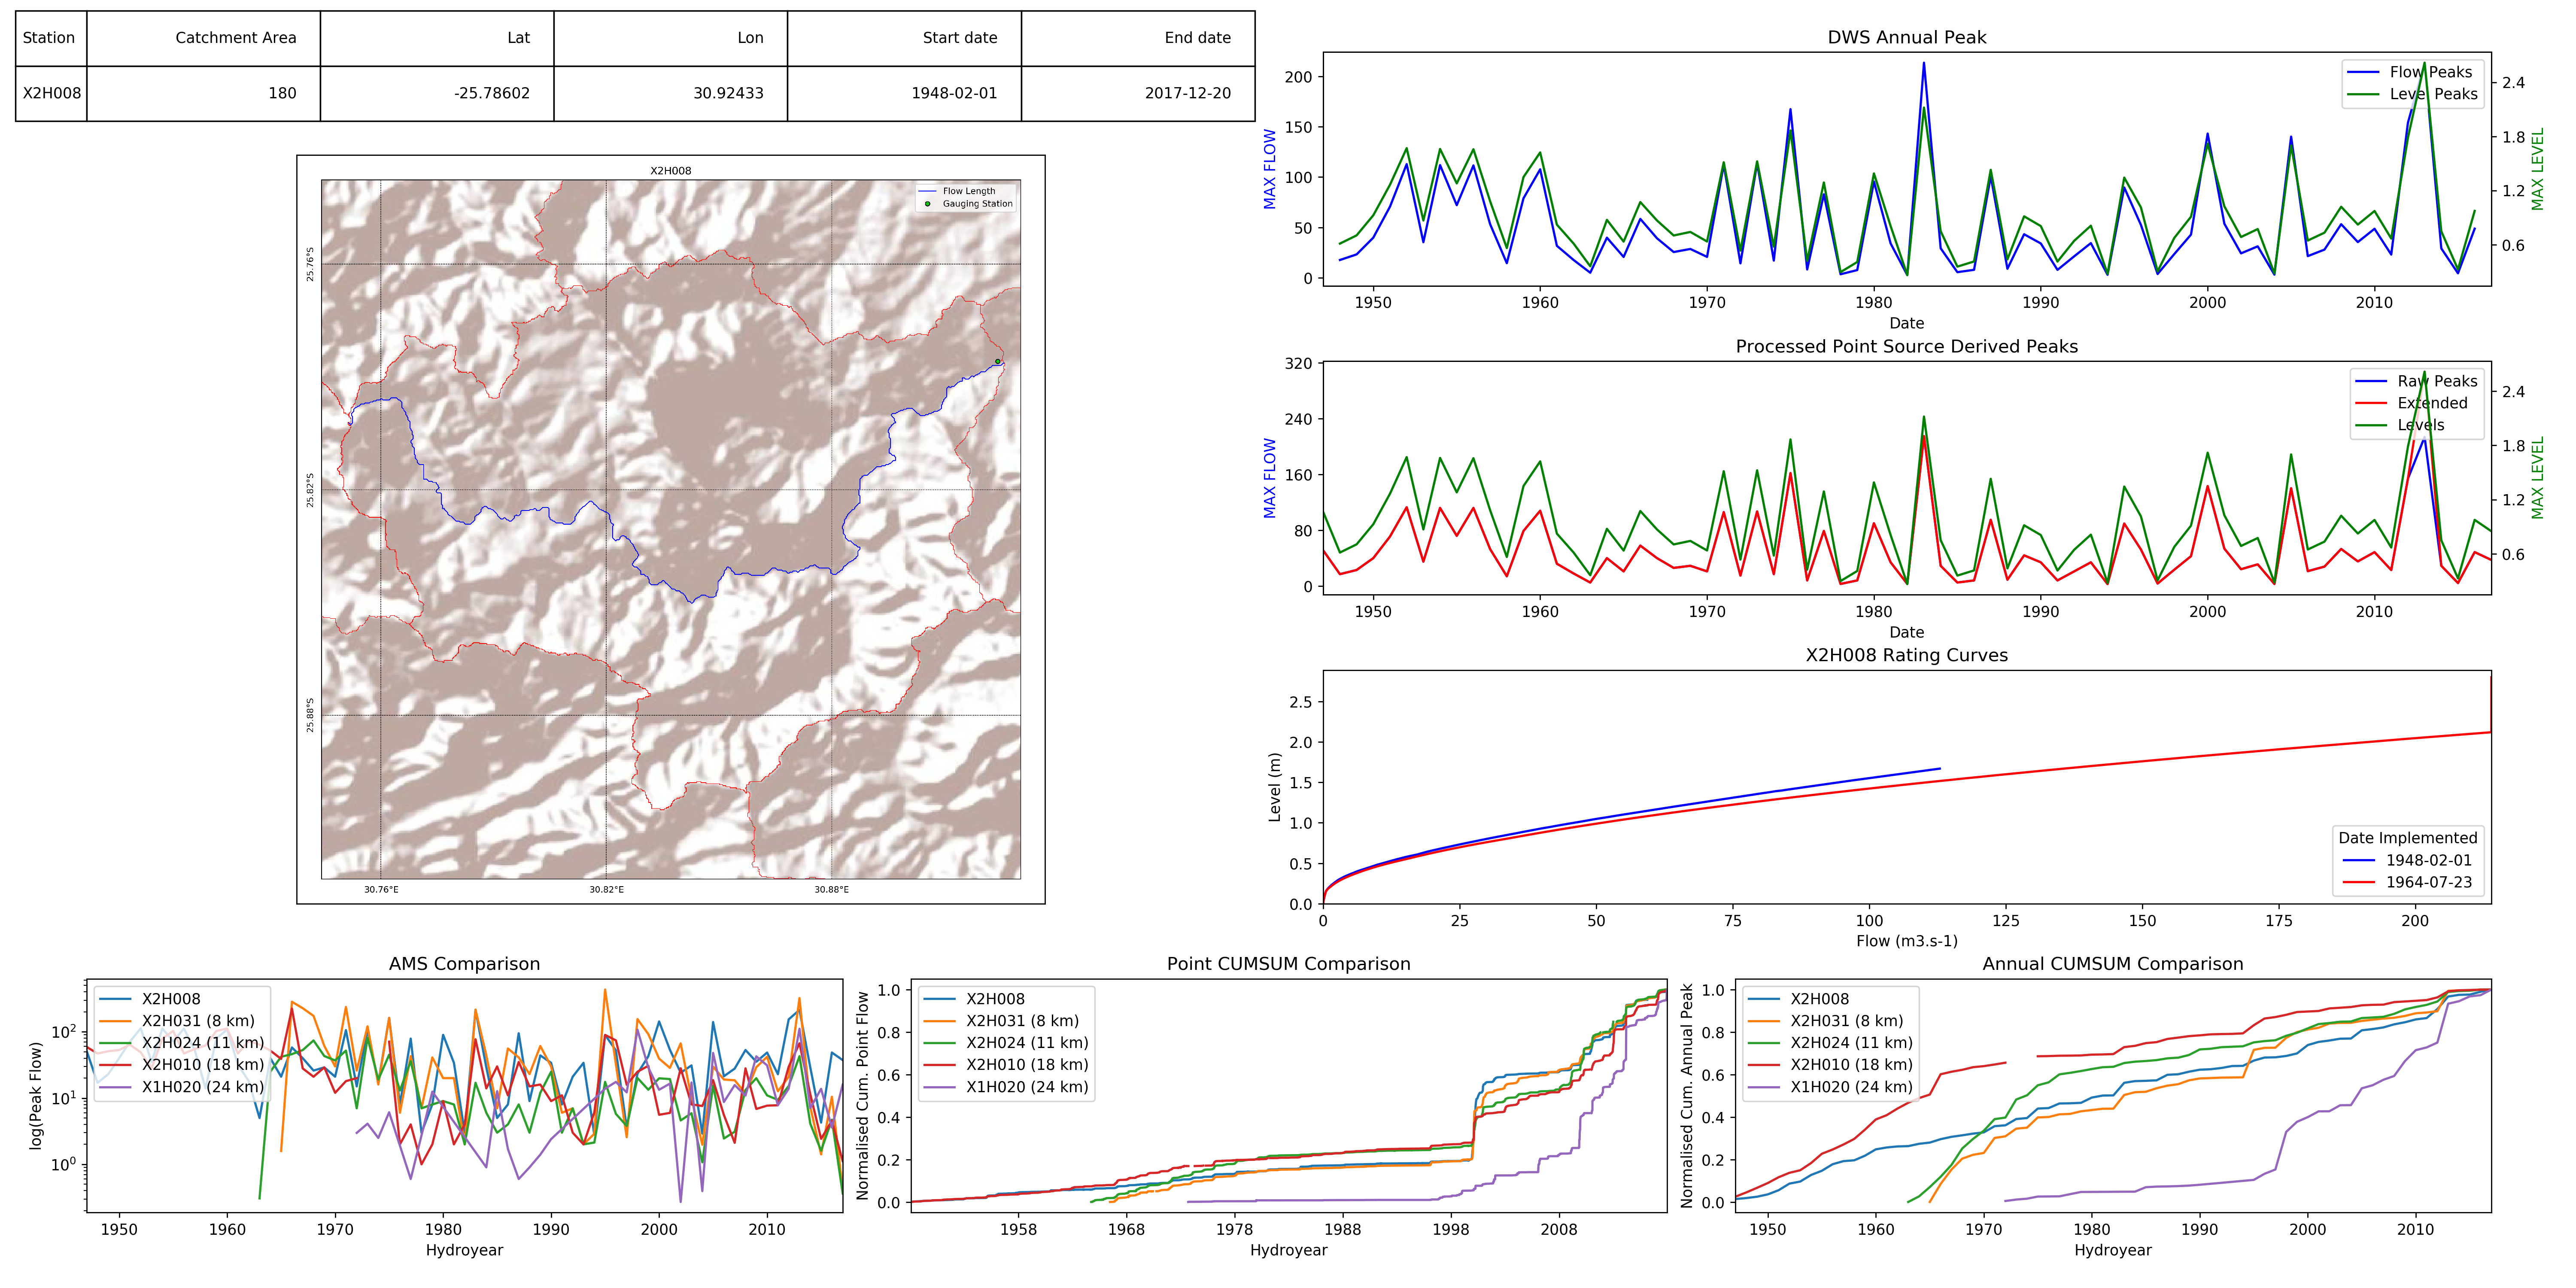 Station Catchment Area Lat Lon Start date End date
X2H008 180 -25.78602 30.92433 1948-02-01 2017-12-20
X2H008
Flow Length
Gauging Station
25.76°S
25.82°S
25.88°S
30.76°E 30.82°E 30.88°E
DWS Annual Peak
MAX FLOW
200
150
100
50
0
Flow Peaks
Level Peaks
2.4
1.8
1.2
0.6
MAX LEVEL
1950 1960 1970 1980 1990 2000 2010
Date
Processed Point Source Derived Peaks
MAX FLOW
320
240
160
80
0
Raw Peaks
Extended
Levels
2.4
1.8
1.2
0.6
MAX LEVEL
1950 1960 1970 1980 1990 2000 2010
Date
X2H008 Rating Curves
Level (m)
2.5
2.0
1.5
1.0
0.5
0.0
Date Implemented
1948-02-01
1964-07-23
0 25 50 75 100 125 150 175 200
Flow (m3.s-1)
AMS Comparison
log(Peak Flow)
10²
10¹
10⁰
X2H008
X2H031 (8 km)
X2H024 (11 km)
X2H010 (18 km)
X1H020 (24 km)
1950 1960 1970 1980 1990 2000 2010
Hydroyear
Point CUMSUM Comparison
Normalised Cum. Point Flow
1.0
0.8
0.6
0.4
0.2
0.0
X2H008
X2H031 (8 km)
X2H024 (11 km)
X2H010 (18 km)
X1H020 (24 km)
1958 1968 1978 1988 1998 2008
Hydroyear
Annual CUMSUM Comparison
Normalised Cum. Annual Peak
1.0
0.8
0.6
0.4
0.2
0.0
X2H008
X2H031 (8 km)
X2H024 (11 km)
X2H010 (18 km)
X1H020 (24 km)
1950 1960 1970 1980 1990 2000 2010
Hydroyear